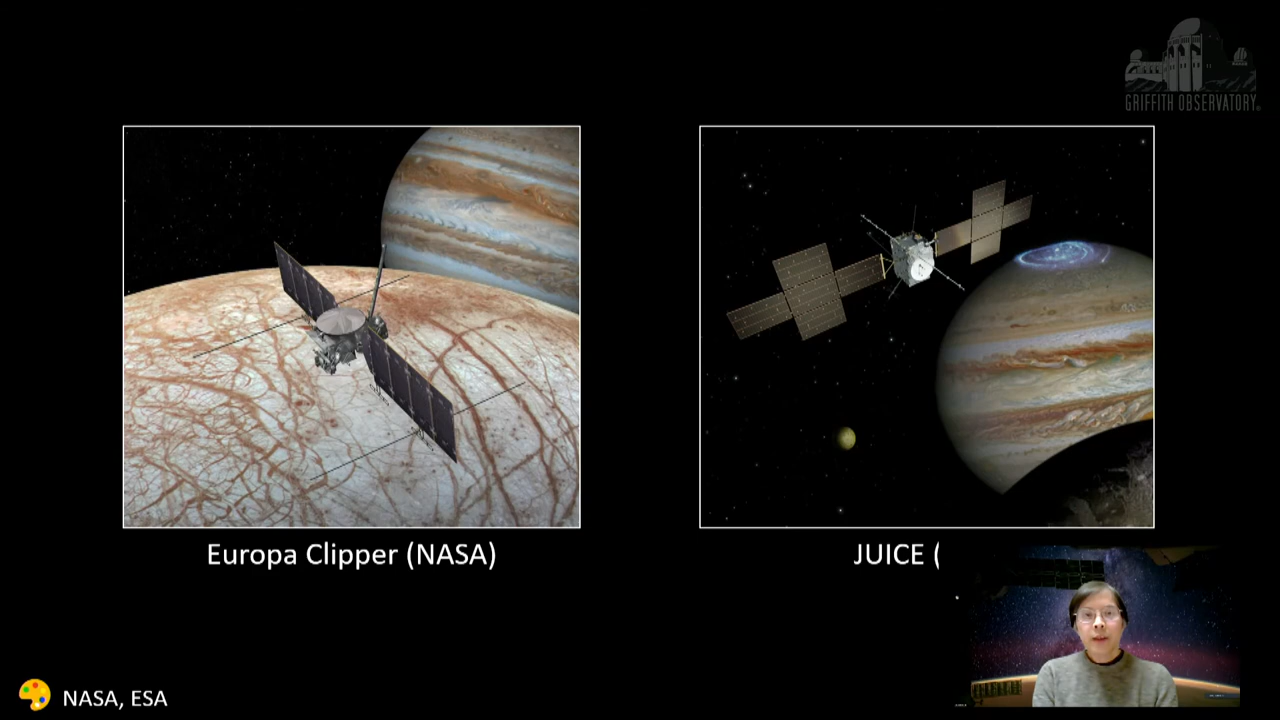 GRIFFITH OBSERVATORY
Europa Clipper (NASA)
JUICE (
NASA, ESA